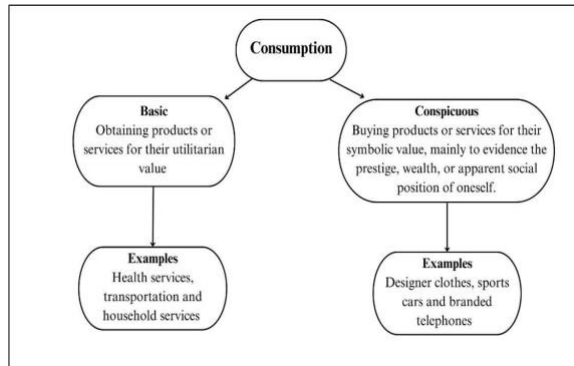 Consumption
Basic
Obtaining products or
services for their utilitarian
value
Conspicuous
Buying products or services for their
symbolic value, mainly to evidence the
prestige, wealth, or apparent social
position of oneself.
Examples
Health services,
transportation and
household services
Examples
Designer clothes, sports
cars and branded
telephones